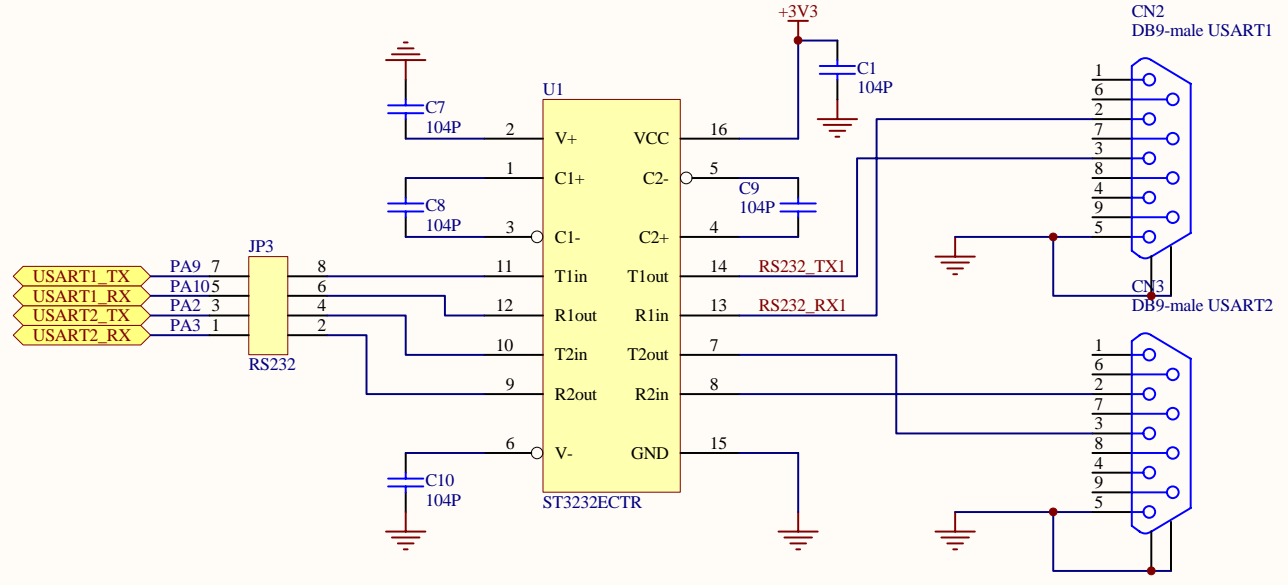 +3V3
CN2
DB9-male USART1
C1
104P
U1
C7
104P
2 V+ VCC 16
1 C1+ C2- 5
C8
104P
C9
104P
3 C1- C2+ 4
JP3
USART1_TX PA9 7 8 11 T1in T1out 14 RS232_TX1
USART1_RX PA10 5 6 12 R1out R1in 13 RS232_RX1
USART2_TX PA2 3 4 10 T2in T2out 7
USART2_RX PA3 1 2 9 R2out R2in 8
RS232
6 V- GND 15
C10
104P
ST3232ECTR
1
6
2
7
3
8
4
9
5
CN3
DB9-male USART2
1
6
2
7
3
8
4
9
5